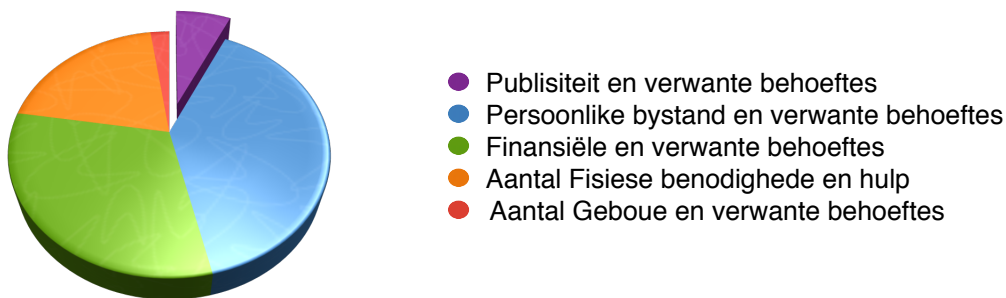 Publisiteit en verwante behoeftes
Persoonlike bystand en verwante behoeftes
Finansiële en verwante behoeftes
Aantal Fisiese benodighede en hulp
Aantal Geboue en verwante behoeftes